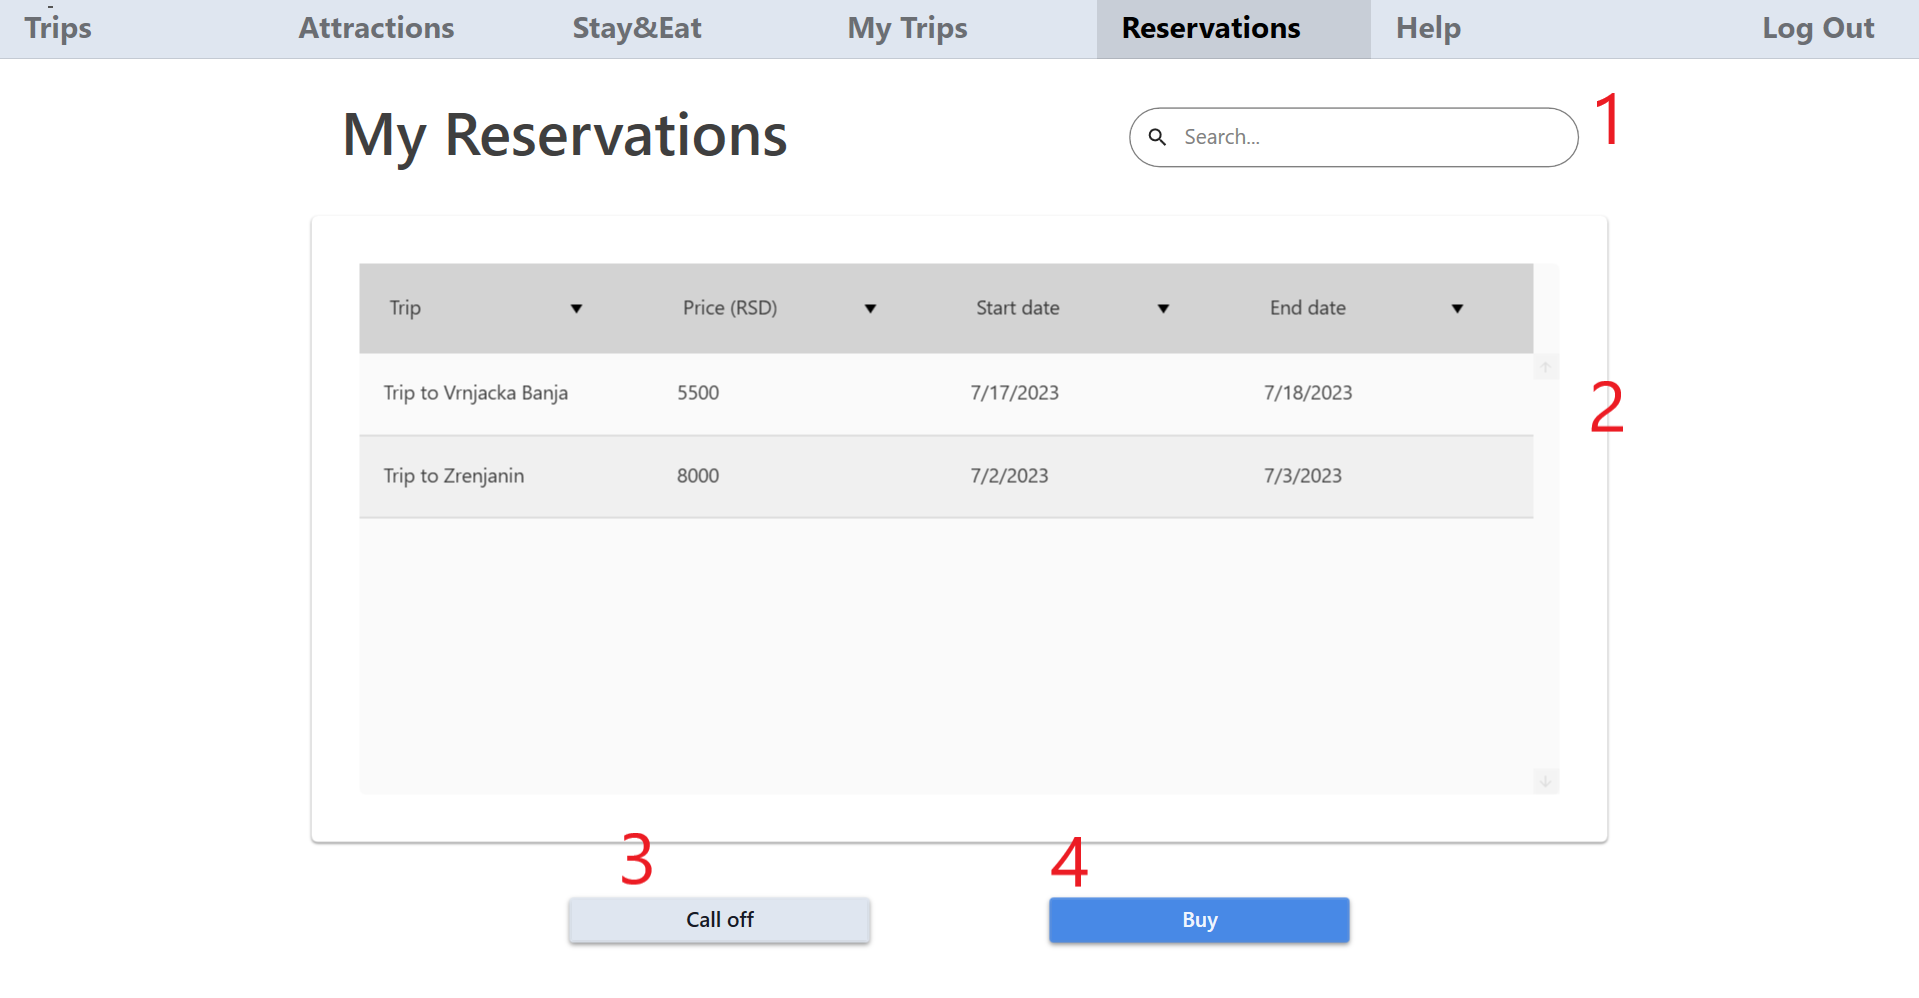 Trips Attractions Stay&Eat My Trips Reservations Help Log Out
My Reservations Search... 1
Trip ▼ Price (RSD) ▼ Start date ▼ End date ▼
Trip to Vrnjacka Banja 5500 7/17/2023 7/18/2023
2
Trip to Zrenjanin 8000 7/2/2023 7/3/2023
3 4
Call off Buy